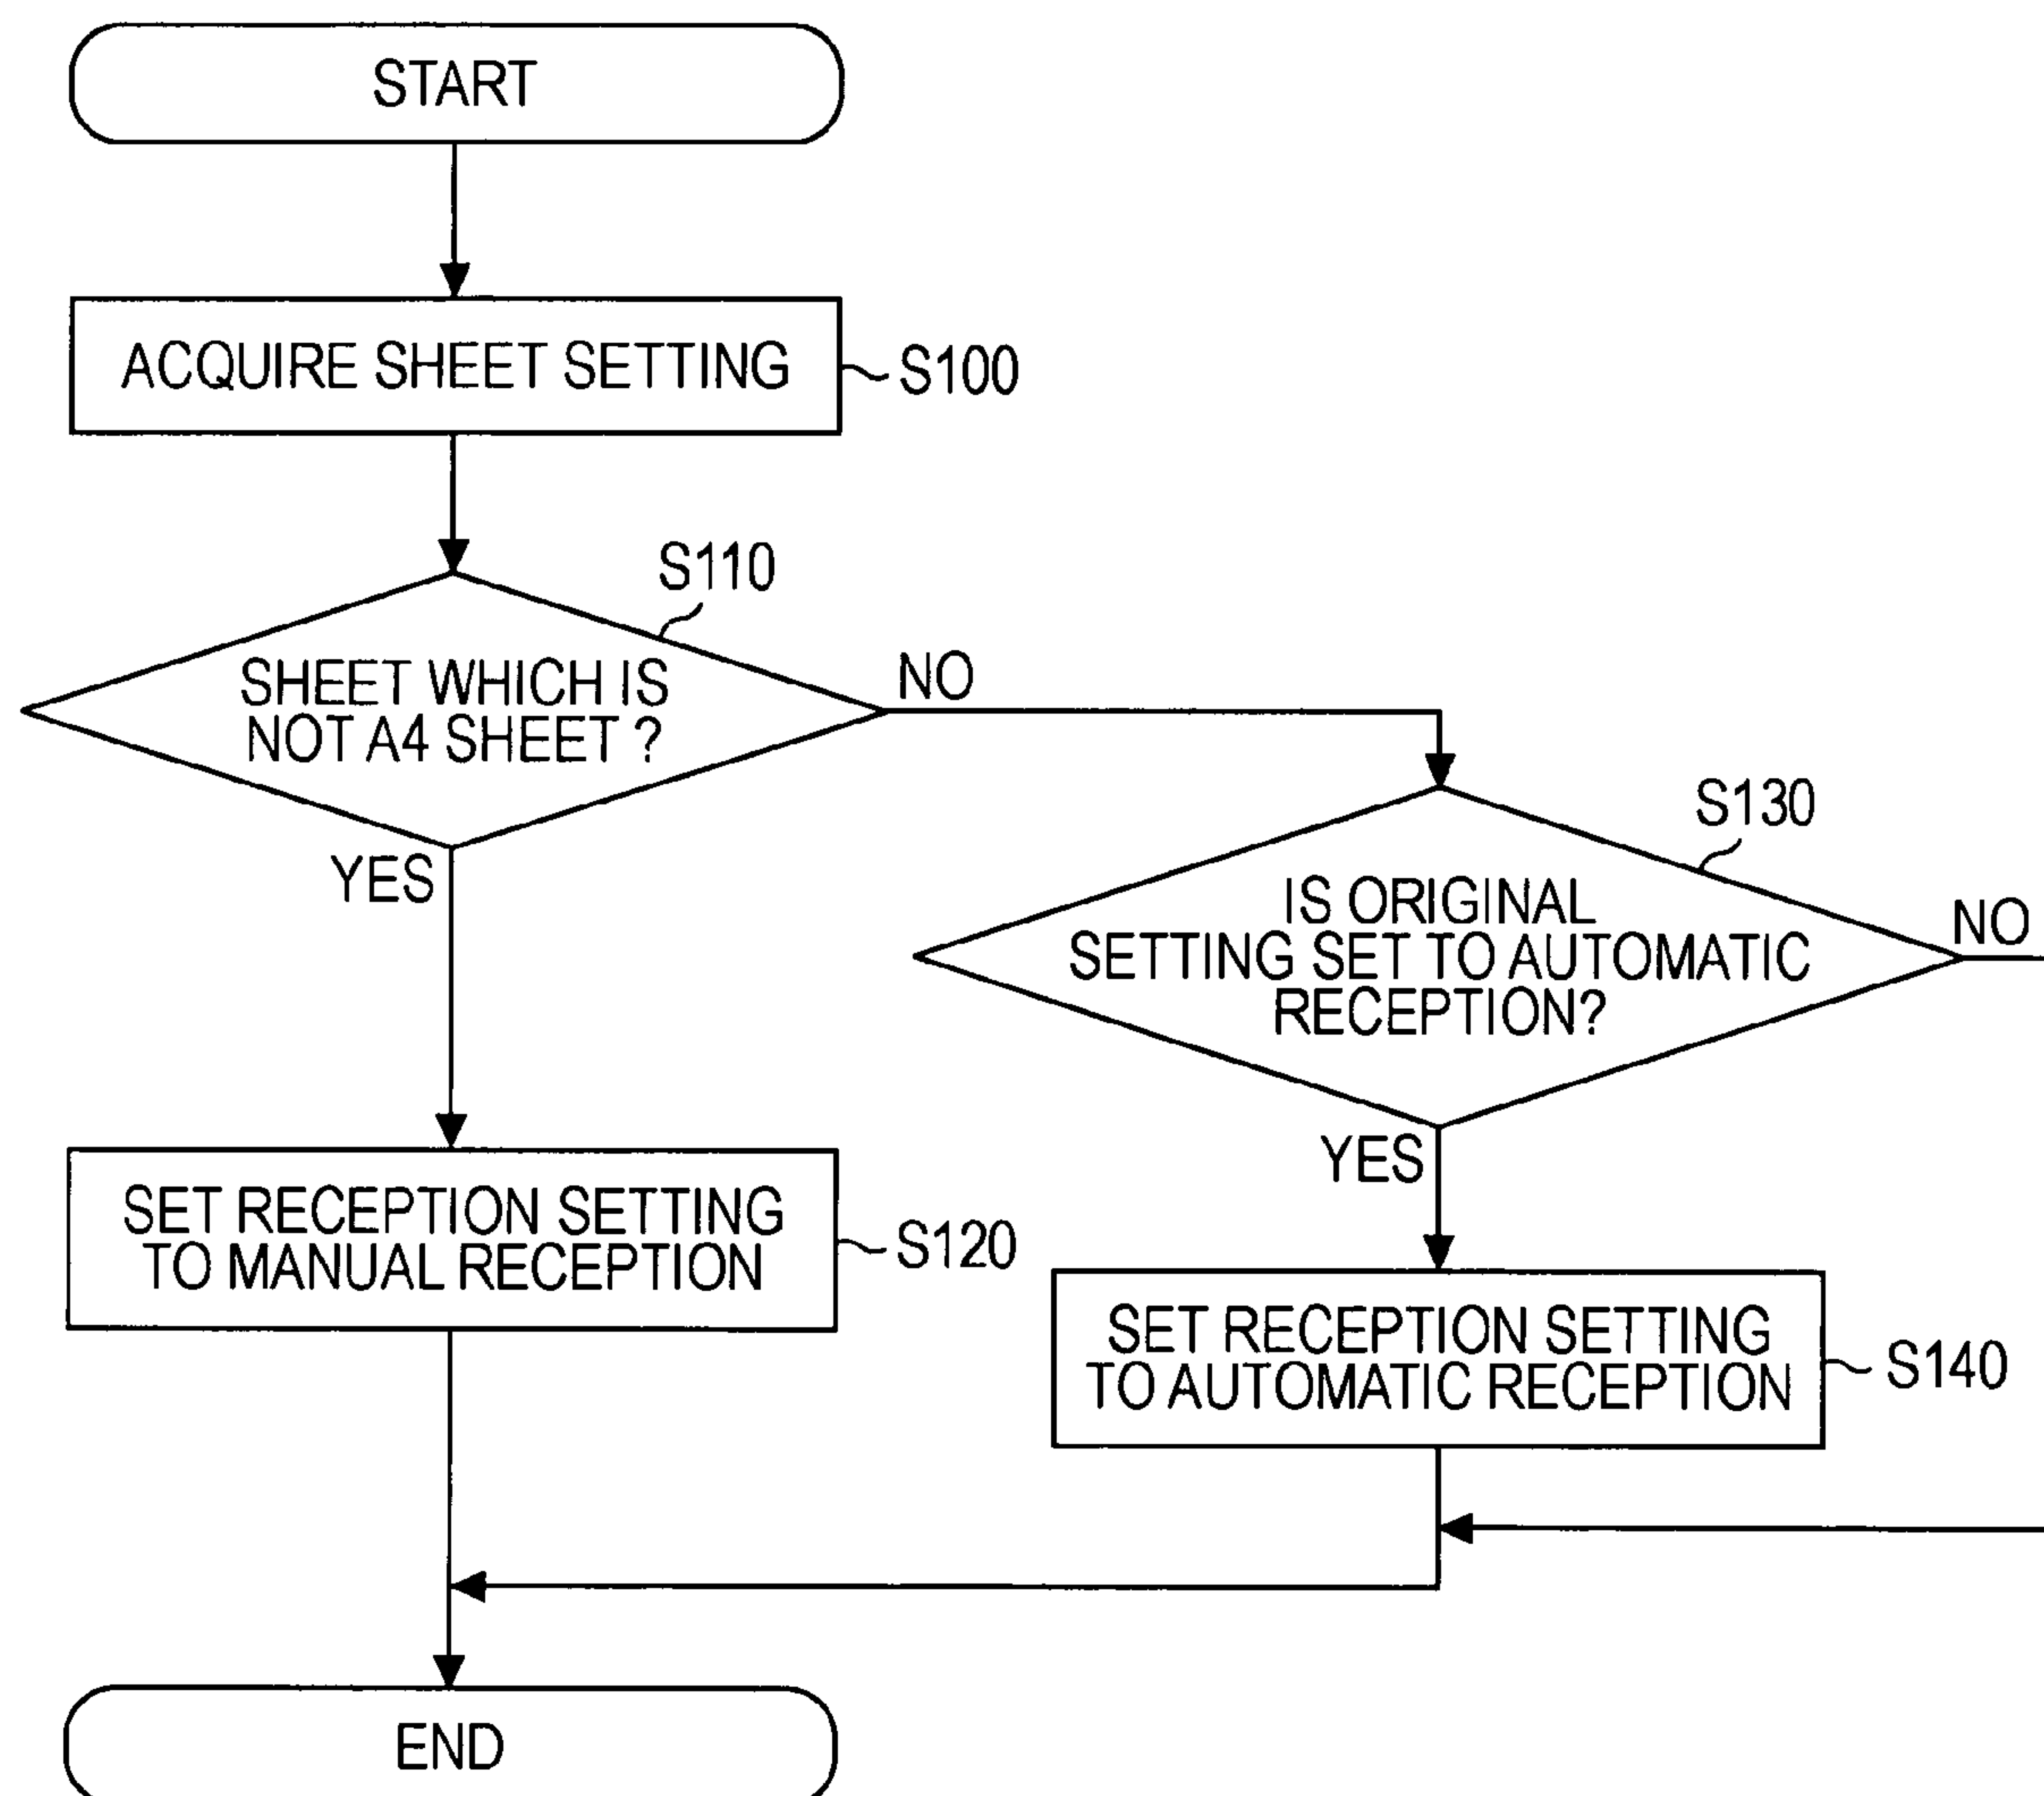 START
ACQUIRE SHEET SETTING
S100
S110
SHEET WHICH IS
NOT A4 SHEET ?
NO
YES
S130
IS ORIGINAL
SETTING SET TO AUTOMATIC
RECEPTION?
NO
YES
SET RECEPTION SETTING
TO MANUAL RECEPTION
S120
SET RECEPTION SETTING
TO AUTOMATIC RECEPTION
S140
END